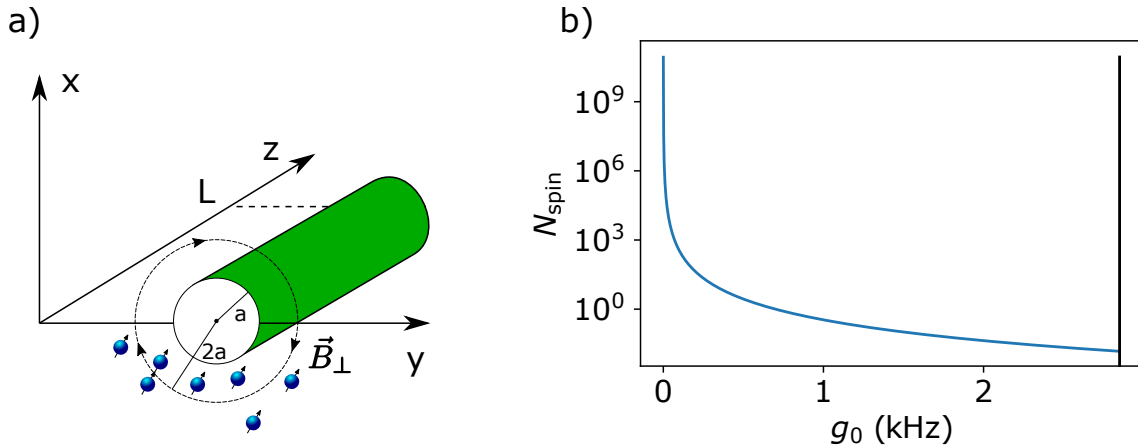 a)
x
z
L
a
2a
y
B⃗⊥
b)
10⁹
10⁶
10³
10⁰
N_spin
0
1
2
g₀ (kHz)